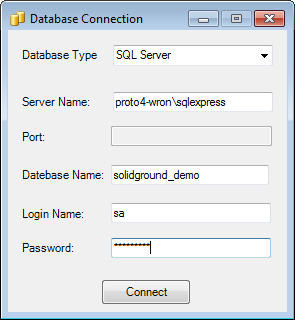 Database Connection
Database Type SQL Server
Server Name: proto4-wron\sqlexpress
Port:
Datebase Name: solidground_demo
Login Name: sa
Password: *********
Connect